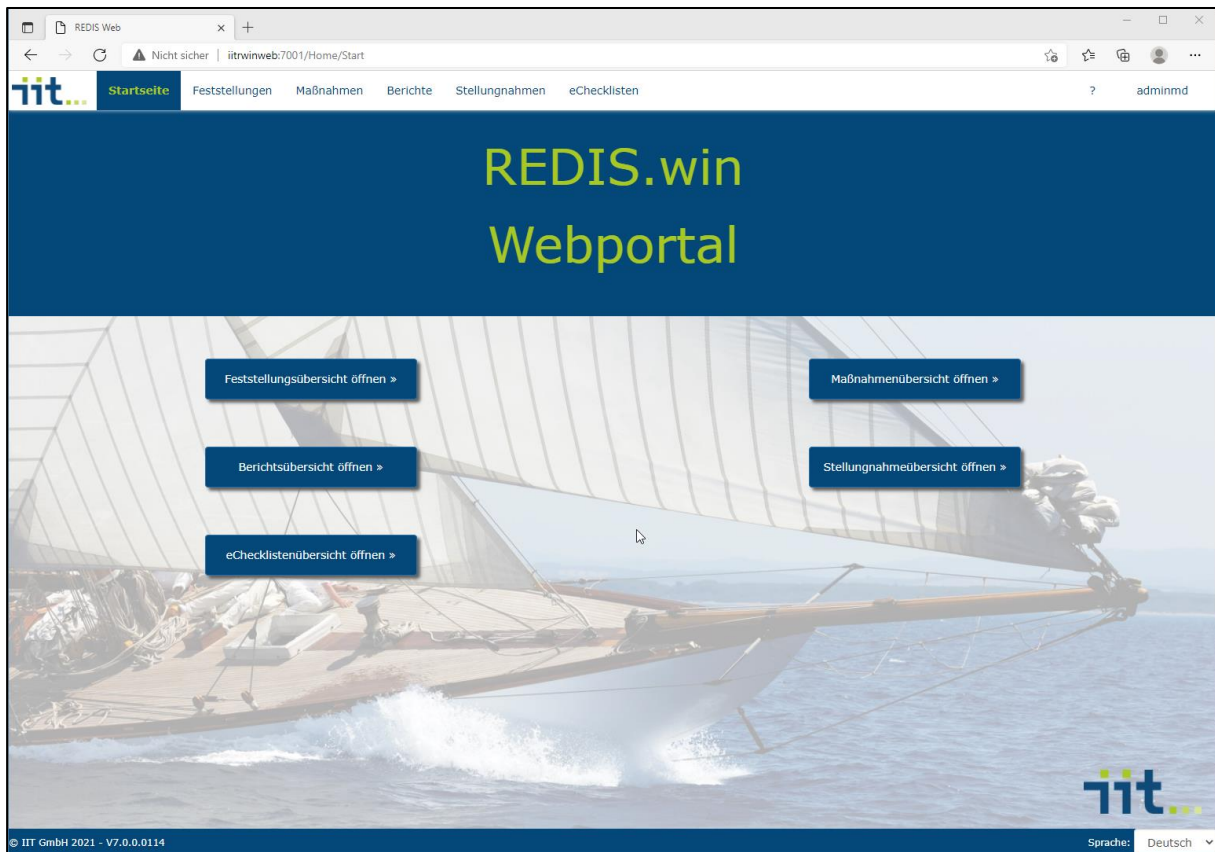 REDIS Web
Nicht sicher | iitrwinweb:7001/Home/Start
iit... Startseite Feststellungen Maßnahmen Berichte Stellungnahmen eChecklisten ? adminmd
REDIS.win
Webportal
Feststellungsübersicht öffnen » Maßnahmenübersicht öffnen »
Berichtsübersicht öffnen » Stellungnahmeübersicht öffnen »
eChecklistenübersicht öffnen »
iit...
© IIT GmbH 2021 - V7.0.0.0114 Sprache: Deutsch